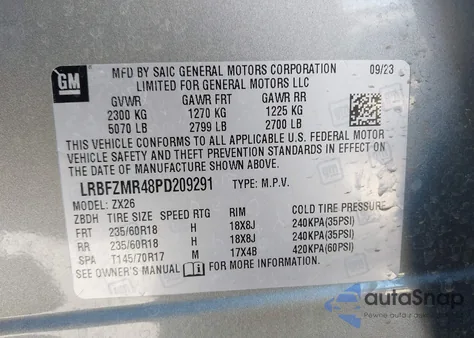 GM
MFD BY SAIC GENERAL MOTORS CORPORATION 09/23
LIMITED FOR GENERAL MOTORS LLC
GVWR GAWR FRT GAWR RR
2300 KG 1270 KG 1225 KG
5070 LB 2799 LB 2700 LB
THIS VEHICLE CONFORMS TO ALL APPLICABLE U.S. FEDERAL MOTOR
VEHICLE SAFETY AND THEFT PREVENTION STANDARDS IN EFFECT ON
THE DATE OF MANUFACTURE SHOWN ABOVE.
LRBFZMR48PD209291 TYPE: M.P.V.
MODEL: ZX26
ZBDH TIRE SIZE SPEED RTG RIM COLD TIRE PRESSURE
FRT 235/60R18 H 18X8J 240KPA(35PSI)
RR 235/60R18 H 18X8J 240KPA(35PSI)
SPA T145/70R17 M 17X4B 420KPA(60PSI)
SEE OWNER'S MANUAL FOR MORE INFORMATION.
autaSnap
Pewne auta z USA